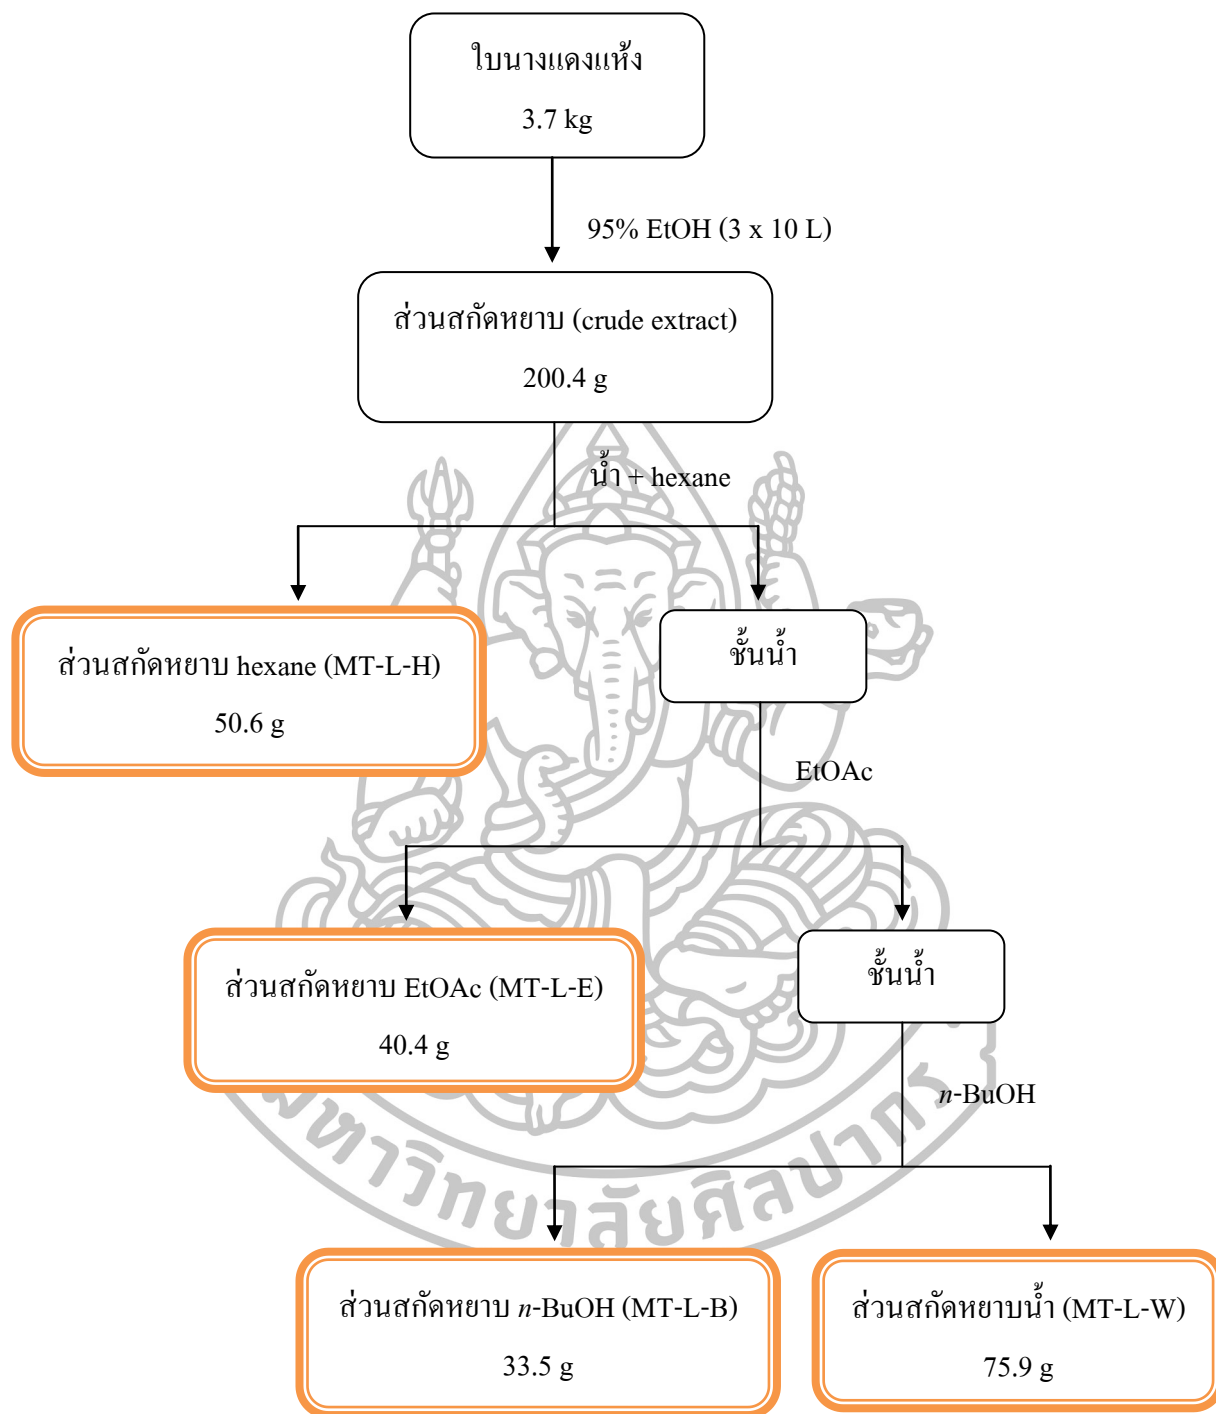 ใบนางแดงแห้ง
3.7 kg
95% EtOH (3 x 10 L)
ส่วนสกัดหยาบ (crude extract)
200.4 g
น้ำ + hexane
ส่วนสกัดหยาบ hexane (MT-L-H)
50.6 g
ชั้นน้ำ
EtOAc
ส่วนสกัดหยาบ EtOAc (MT-L-E)
40.4 g
ชั้นน้ำ
n-BuOH
มหาวิทยาลัยศิลปากร
ส่วนสกัดหยาบ n-BuOH (MT-L-B)
33.5 g
ส่วนสกัดหยาบน้ำ (MT-L-W)
75.9 g